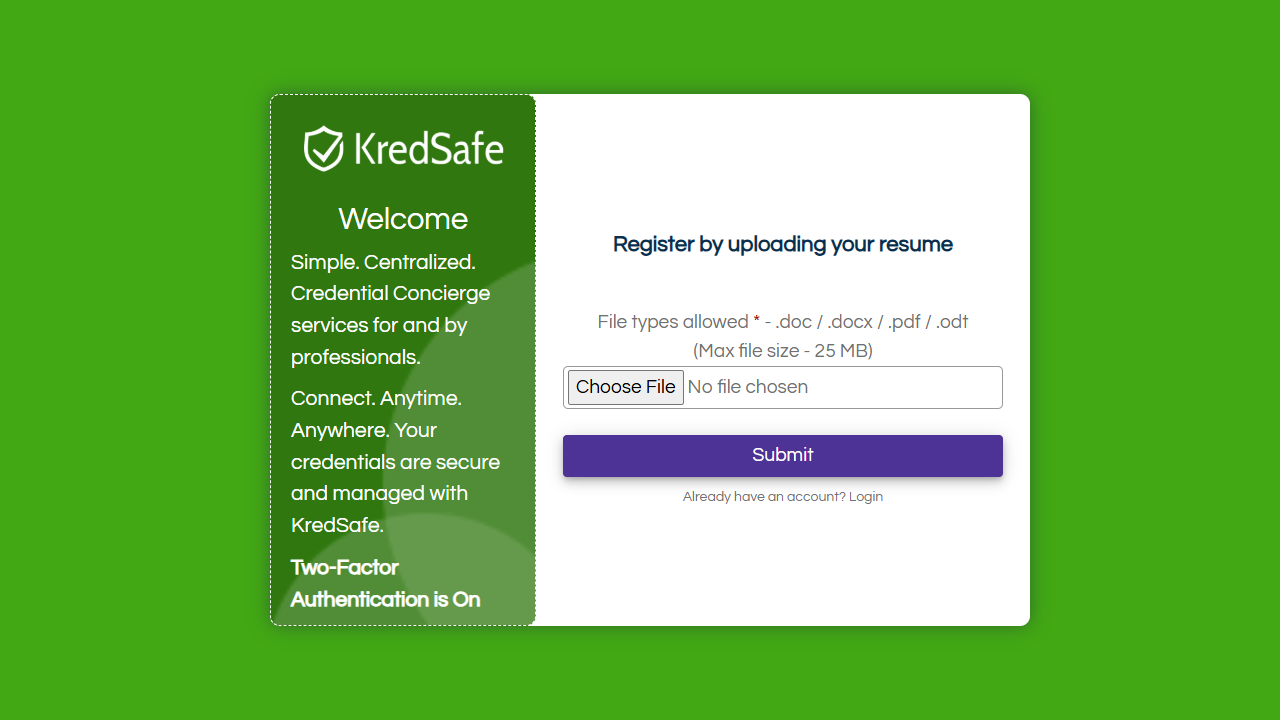 KredSafe
Welcome
Simple. Centralized.
Credential Concierge
services for and by
professionals.
Connect. Anytime.
Anywhere. Your
credentials are secure
and managed with
KredSafe.
Two-Factor
Authentication is On
Register by uploading your resume
File types allowed * - .doc / .docx / .pdf / .odt
(Max file size - 25 MB)
Choose File No file chosen
Submit
Already have an account? Login